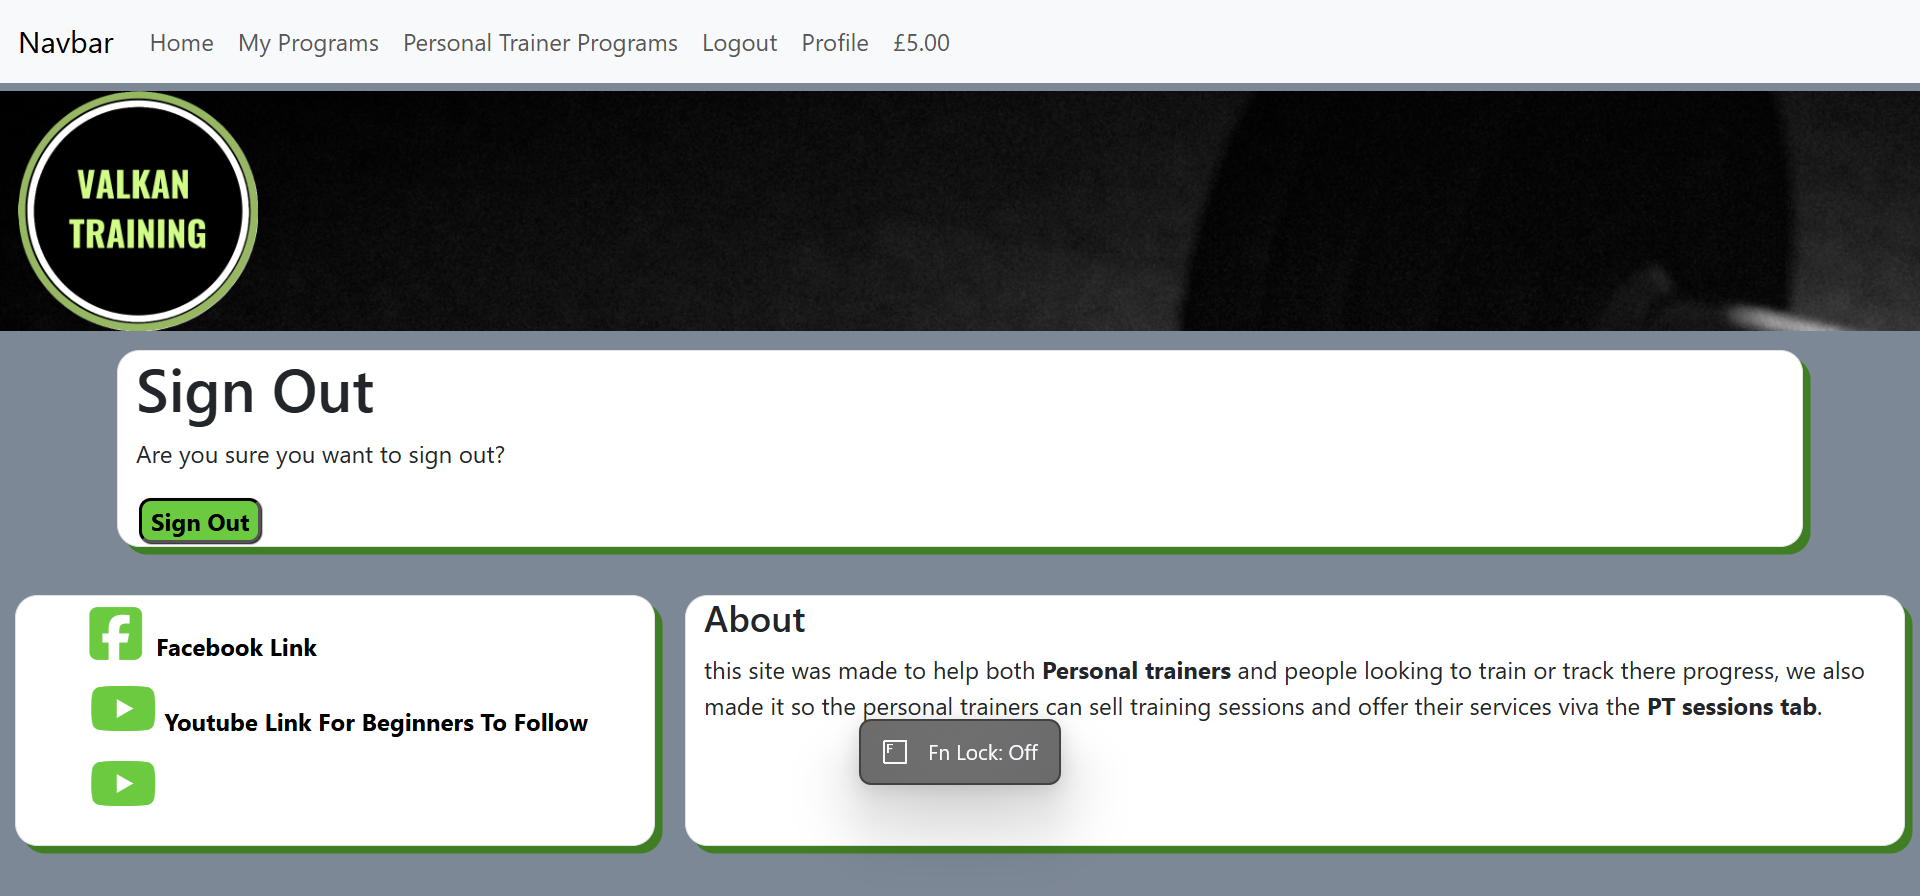 Navbar Home My Programs Personal Trainer Programs Logout Profile £5.00
VALKAN
TRAINING
Sign Out
Are you sure you want to sign out?
Sign Out
Facebook Link
Youtube Link For Beginners To Follow
About
this site was made to help both Personal trainers and people looking to train or track there progress, we also
made it so the personal trainers can sell training sessions and offer their services viva the PT sessions tab.
F Fn Lock: Off